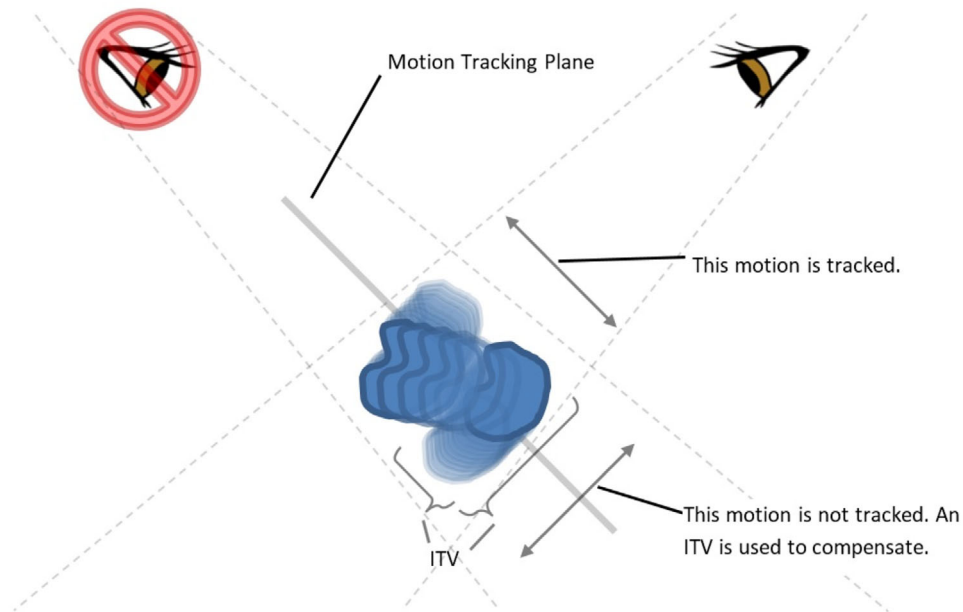 Motion Tracking Plane
This motion is tracked.
This motion is not tracked. An
ITV is used to compensate.
ITV